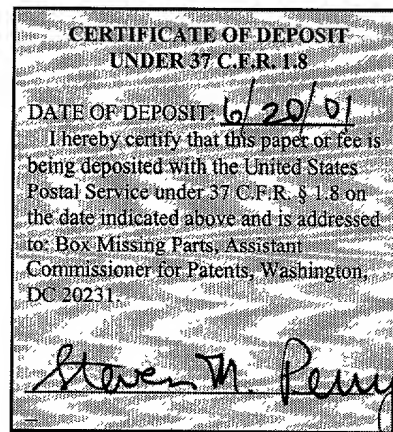 CERTIFICATE OF DEPOSIT
UNDER 37 C.F.R. 1.8
DATE OF DEPOSIT: 6/20/01
I hereby certify that this paper or fee is
being deposited with the United States
Postal Service under 37 C.F.R. § 1.8 on
the date indicated above and is addressed
to: Box Missing Parts, Assistant
Commissioner for Patents, Washington,
DC 20231.
Steven M. Perry